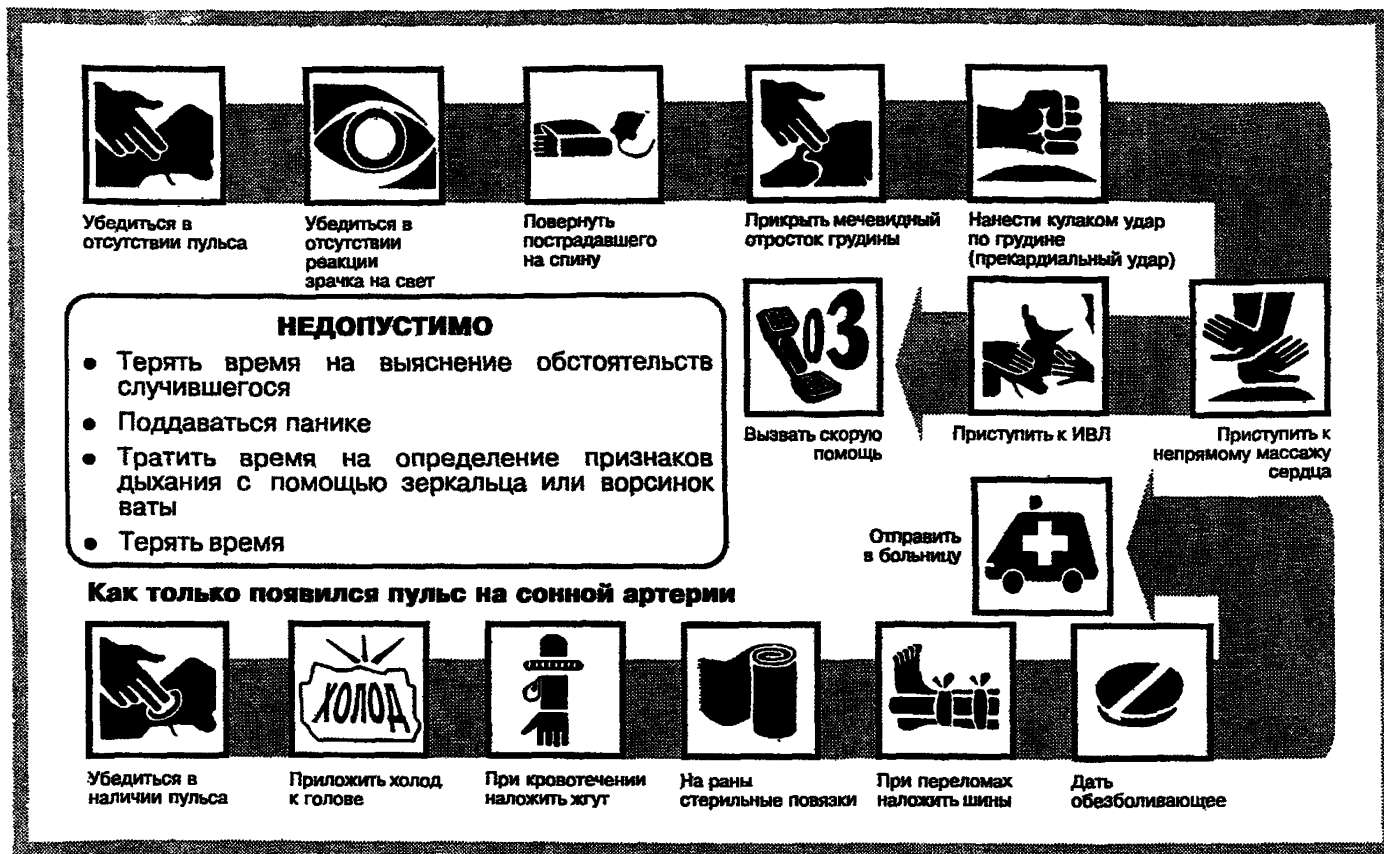 Убедиться в
отсутствии пульса
Убедиться в
отсутствии
реакции
зрачка на свет
Повернуть
пострадавшего
на спину
Прикрыть мечевидный
отросток грудины
Нанести кулаком удар
по грудине
(прекардиальный удар)
НЕДОПУСТИМО
• Терять время на выяснение обстоятельств
случившегося
• Поддаваться панике
• Тратить время на определение признаков
дыхания с помощью зеркальца или ворсинок
ваты
• Терять время
03
Вызвать скорую
помощь
Приступить к ИВЛ
Приступить к
непрямому массажу
сердца
Отправить
в больницу
Как только появился пульс на сонной артерии
ХОЛОД
Убедиться в
наличии пульса
Приложить холод
к голове
При кровотечении
наложить жгут
На раны
стерильные повязки
При переломах
наложить шины
Дать
обезболивающее